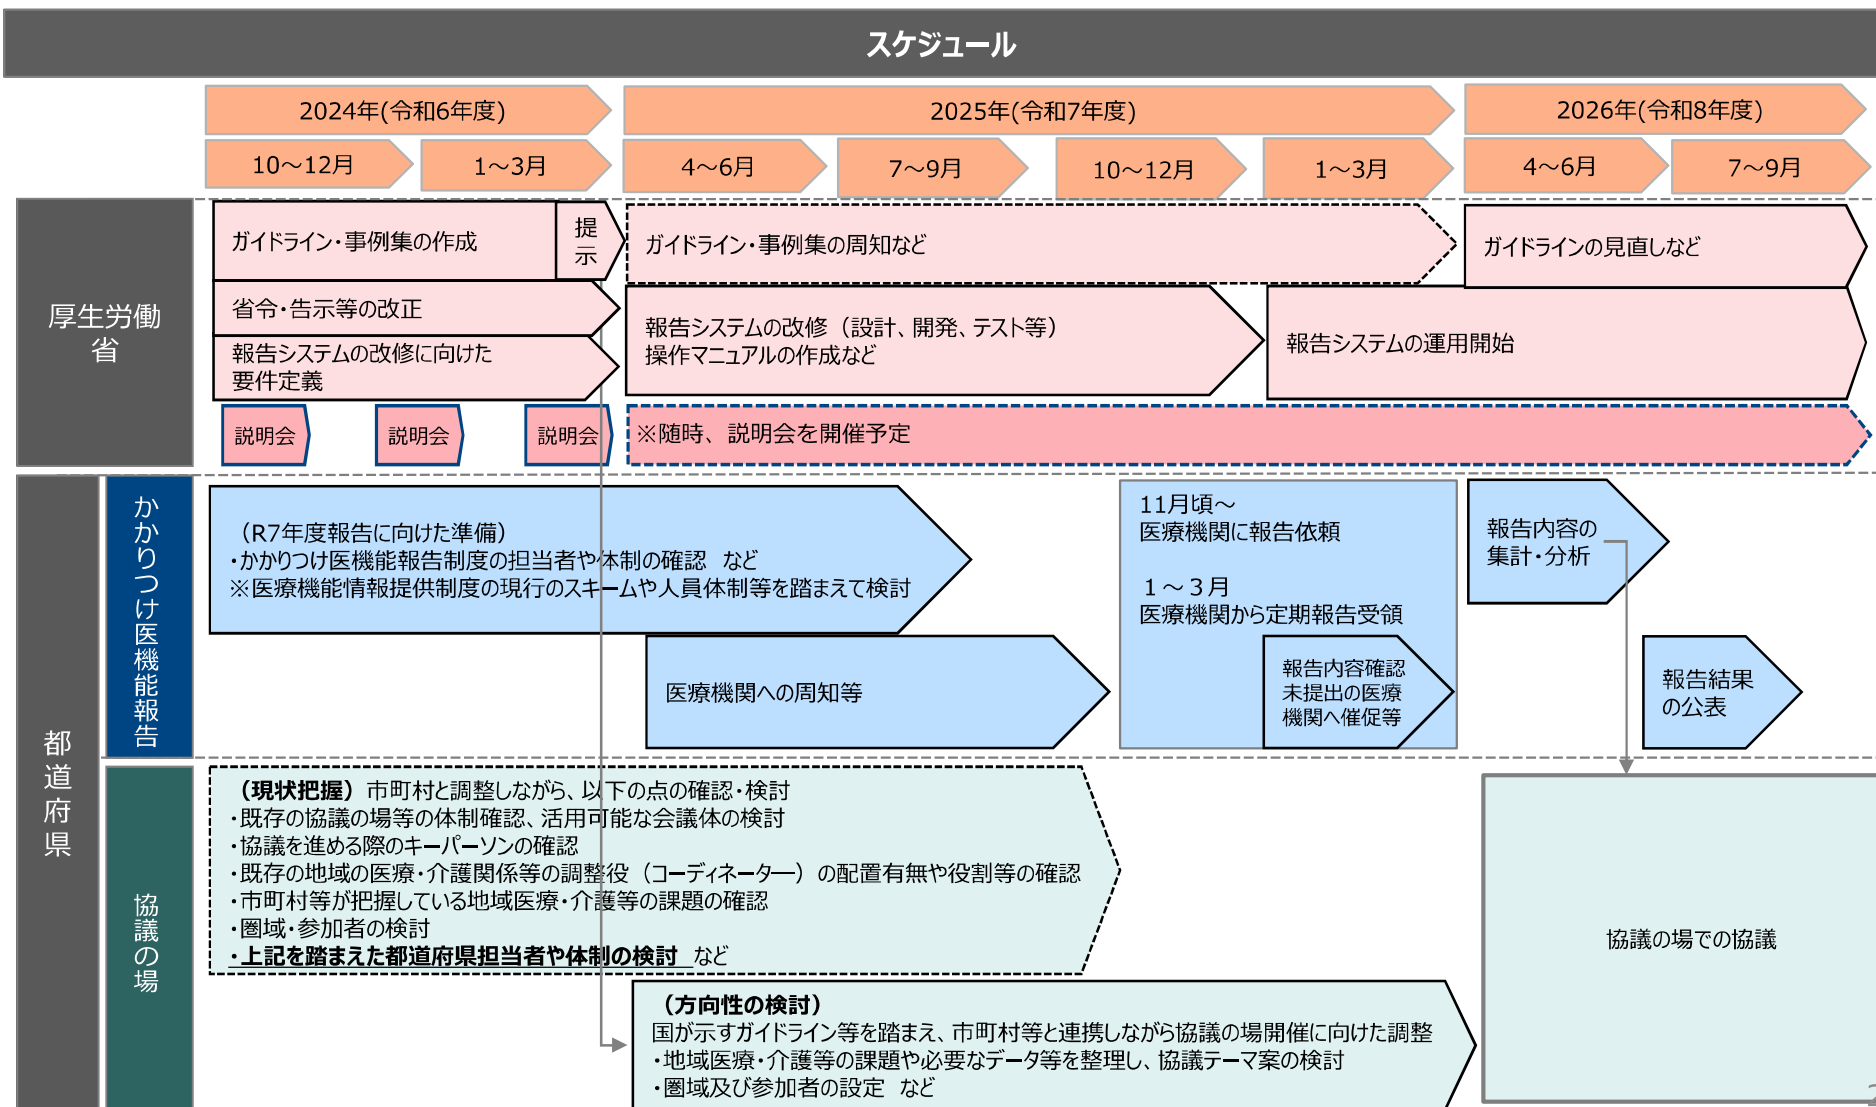 スケジュール
2024年(令和6年度)
2025年(令和7年度)
2026年(令和8年度)
10～12月
1～3月
4～6月
7～9月
10～12月
1～3月
4～6月
7～9月
厚生労働
省
ガイドライン・事例集の作成
提
示
ガイドライン・事例集の周知など
ガイドラインの見直しなど
省令・告示等の改正
報告システムの改修に向けた
要件定義
報告システムの改修（設計、開発、テスト等）
操作マニュアルの作成など
報告システムの運用開始
説明会
説明会
説明会
※随時、説明会を開催予定
都道府県
かかりつけ医機能報告
（R7年度報告に向けた準備）
・かかりつけ医機能報告制度の担当者や体制の確認　など
※医療機能情報提供制度の現行のスキームや人員体制等を踏まえて検討
医療機関への周知等
11月頃～
医療機関に報告依頼
１～３月
医療機関から定期報告受領
報告内容確認
未提出の医療
機関へ催促等
報告内容の
集計・分析
報告結果
の公表
協議の場
（現状把握）市町村と調整しながら、以下の点の確認・検討
・既存の協議の場等の体制確認、活用可能な会議体の検討
・協議を進める際のキーパーソンの確認
・既存の地域の医療・介護関係等の調整役（コーディネーター）の配置有無や役割等の確認
・市町村等が把握している地域医療・介護等の課題の確認
・圏域・参加者の検討
・上記を踏まえた都道府県担当者や体制の検討　など
（方向性の検討）
国が示すガイドライン等を踏まえ、市町村等と連携しながら協議の場開催に向けた調整
・地域医療・介護等の課題や必要なデータ等を整理し、協議テーマ案の検討
・圏域及び参加者の設定　など
協議の場での協議